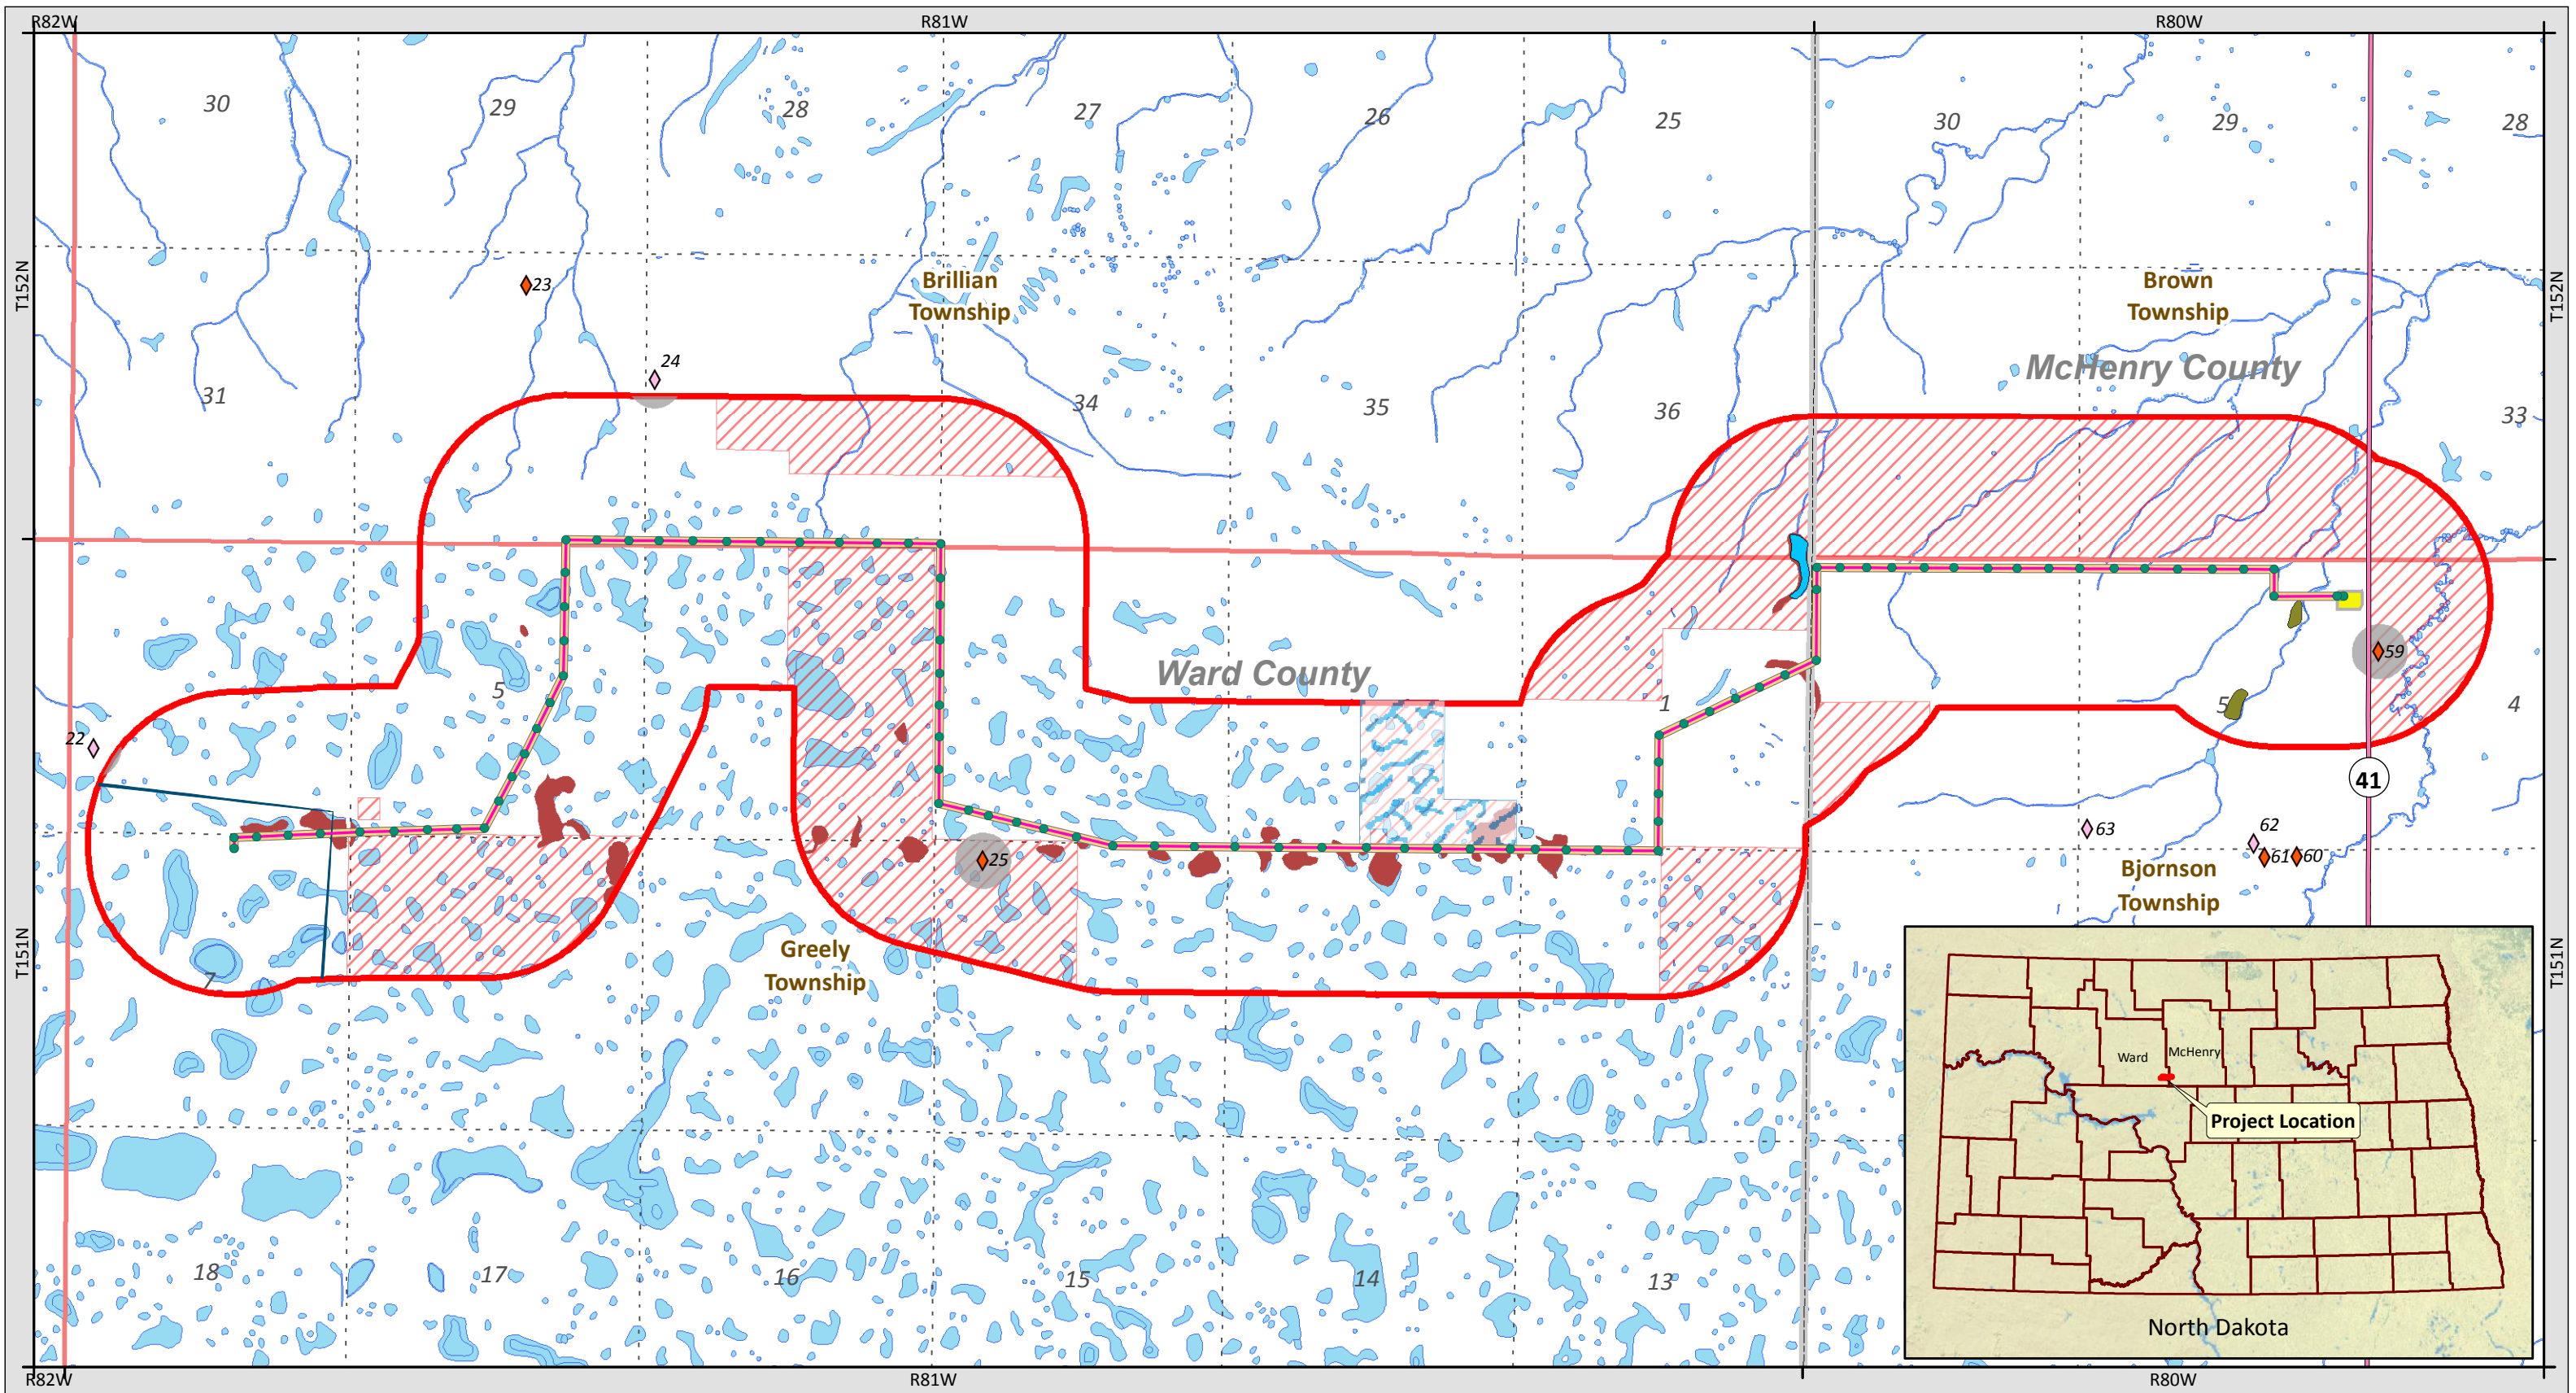 R82W
R81W
R80W
30
29
28
27
26
25
30
29
28
T152N
23
Brillian
Township
Brown
Township
T152N
24
McHenry County
31
34
35
36
33
59
Ward County
5
1
5
4
22
41
63
62
25
61
60
Bjornson
Township
T151N
Greely
Township
7
T151N
Ward
McHenry
Project Location
18
17
16
15
14
13
North Dakota
R82W
R81W
R80W